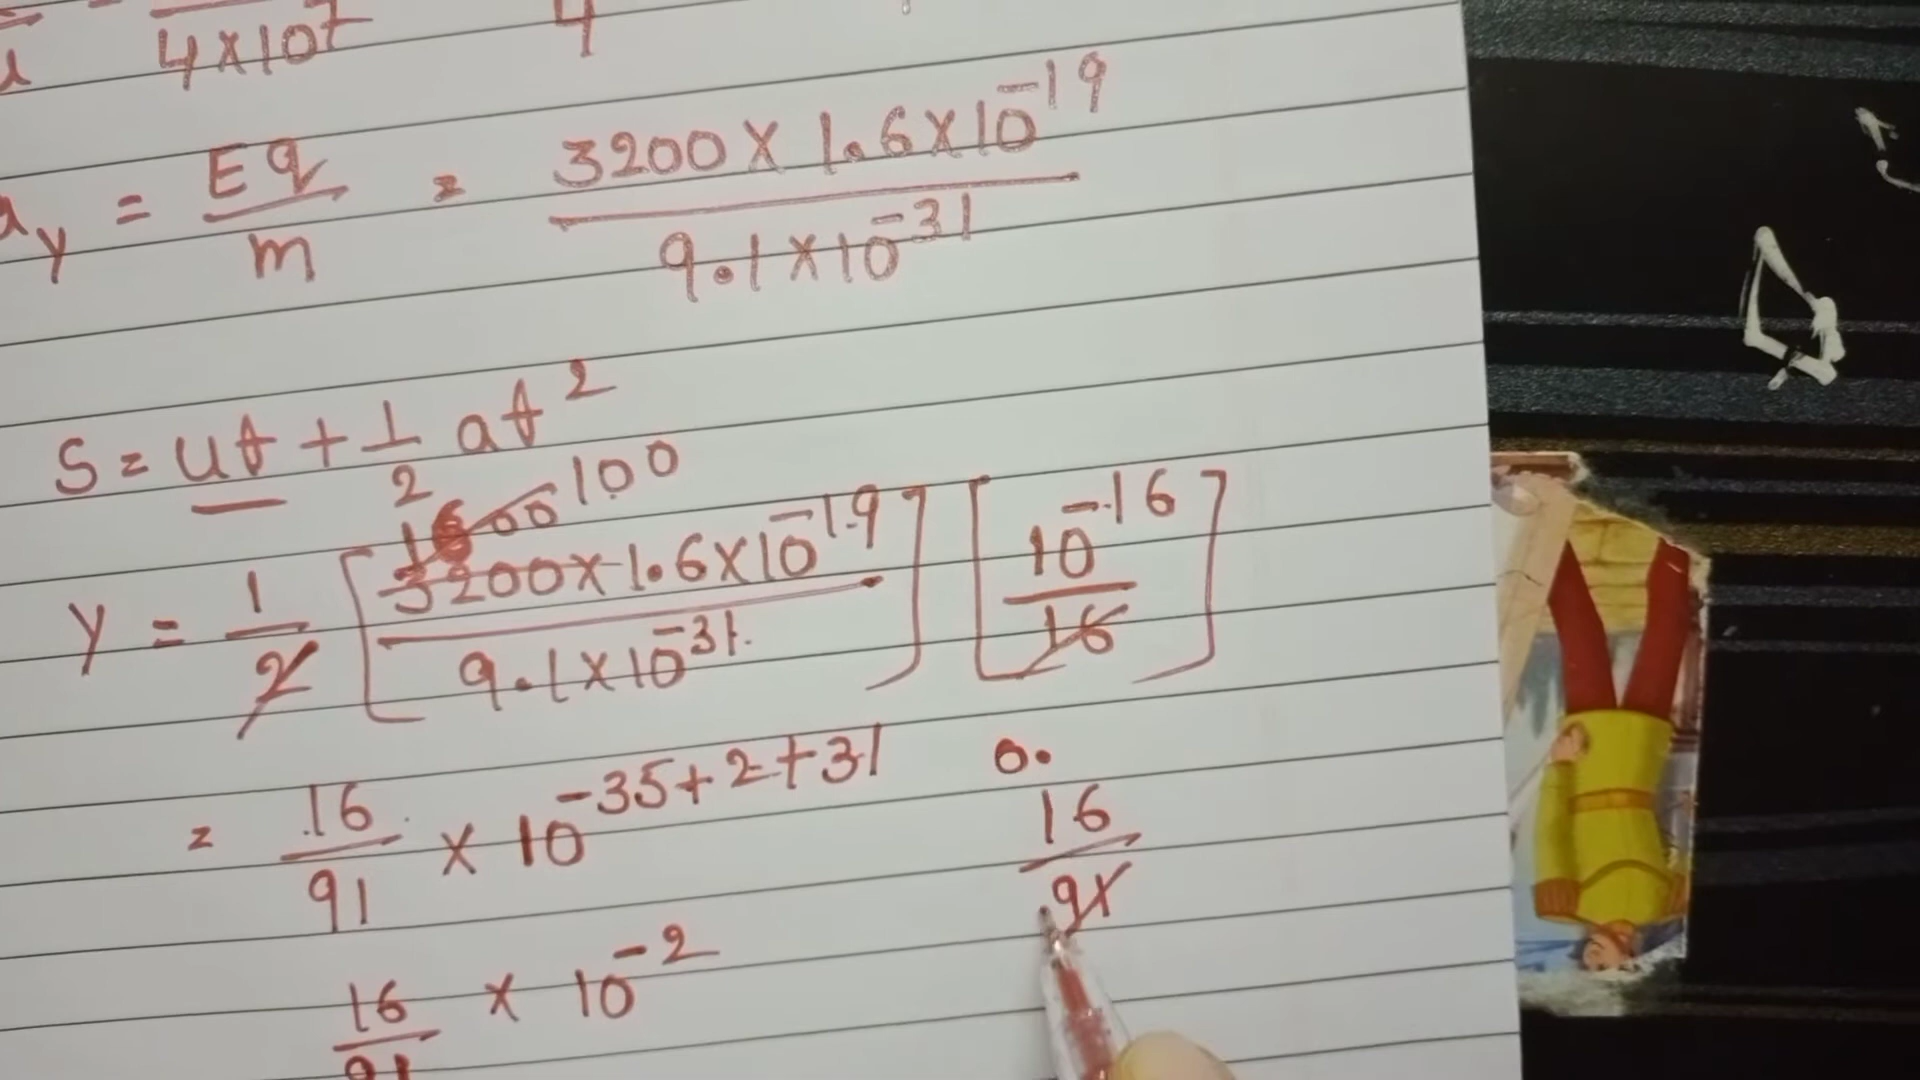 4×10⁷ 4
a_y = Eq/m = 3200 × 1.6 × 10⁻¹⁹ / 9.1 × 10⁻³¹
S = ut + 1/2 at²
2 1600 100
y = 1/2 [3200 × 1.6 × 10⁻¹⁹ / 9.1 × 10⁻³¹] [10⁻¹⁶ / 16]
= 16/91 × 10⁻³⁵⁺²⁺³¹ 0.
16/91
16/91 × 10⁻²